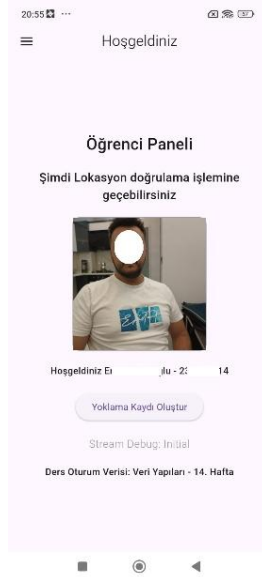 20:55
Hoşgeldiniz
Öğrenci Paneli
Şimdi Lokasyon doğrulama işlemine
geçebilirsiniz
Hoşgeldiniz
14
Yoklama Kaydı Oluştur
Stream Debug: Initial
Ders Oturum Verisi: Veri Yapıları - 14. Hafta